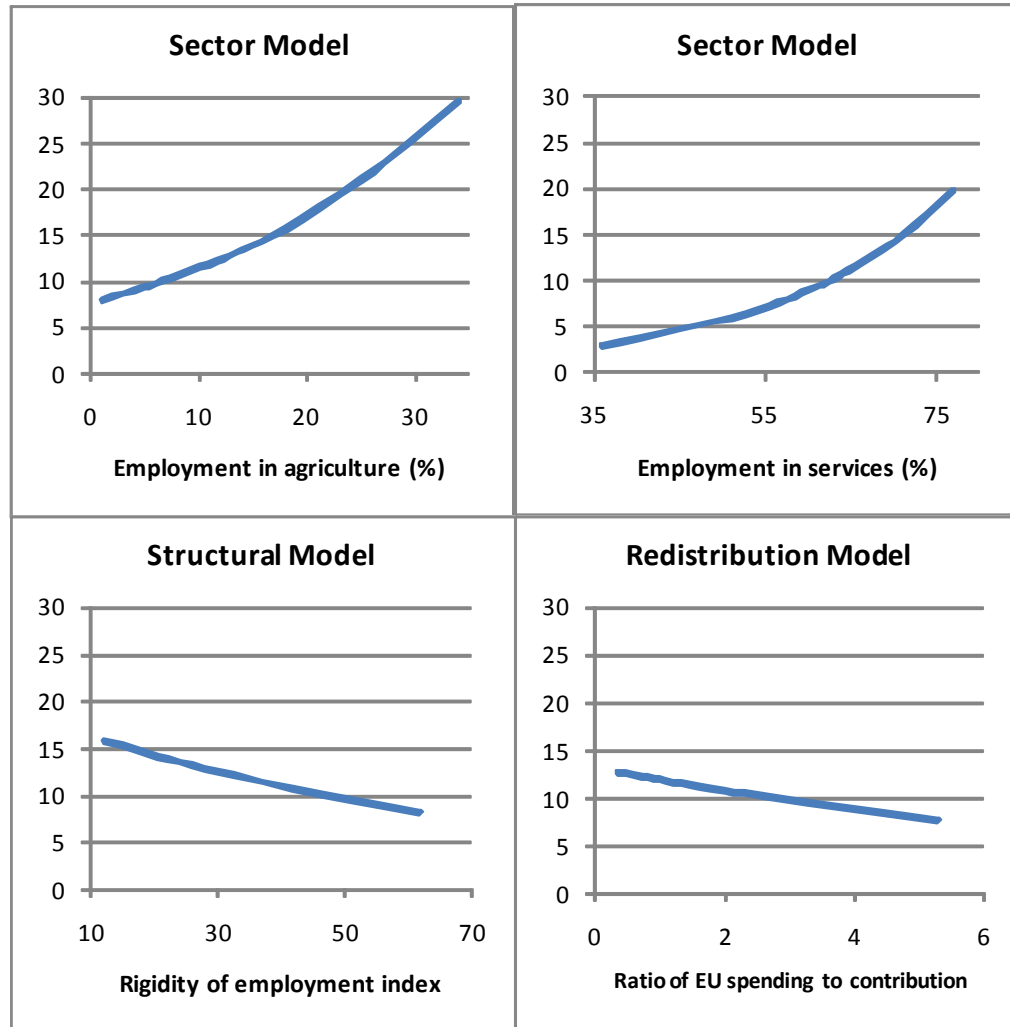 Sector Model
30
25
20
15
10
5
0
0 10 20 30
Employment in agriculture (%)
Sector Model
30
25
20
15
10
5
0
35 55 75
Employment in services (%)
Structural Model
30
25
20
15
10
5
0
10 30 50 70
Rigidity of employment index
Redistribution Model
30
25
20
15
10
5
0
0 2 4 6
Ratio of EU spending to contribution